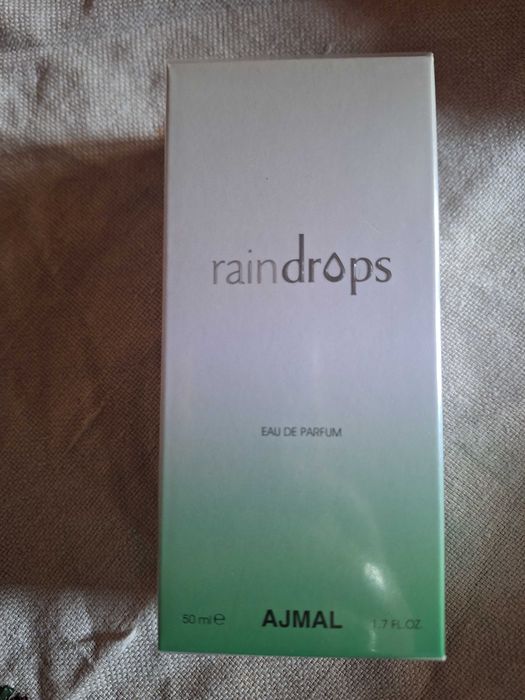 raindrops
EAU DE PARFUM
50 ml ℮ AJMAL 1.7 FL.OZ.